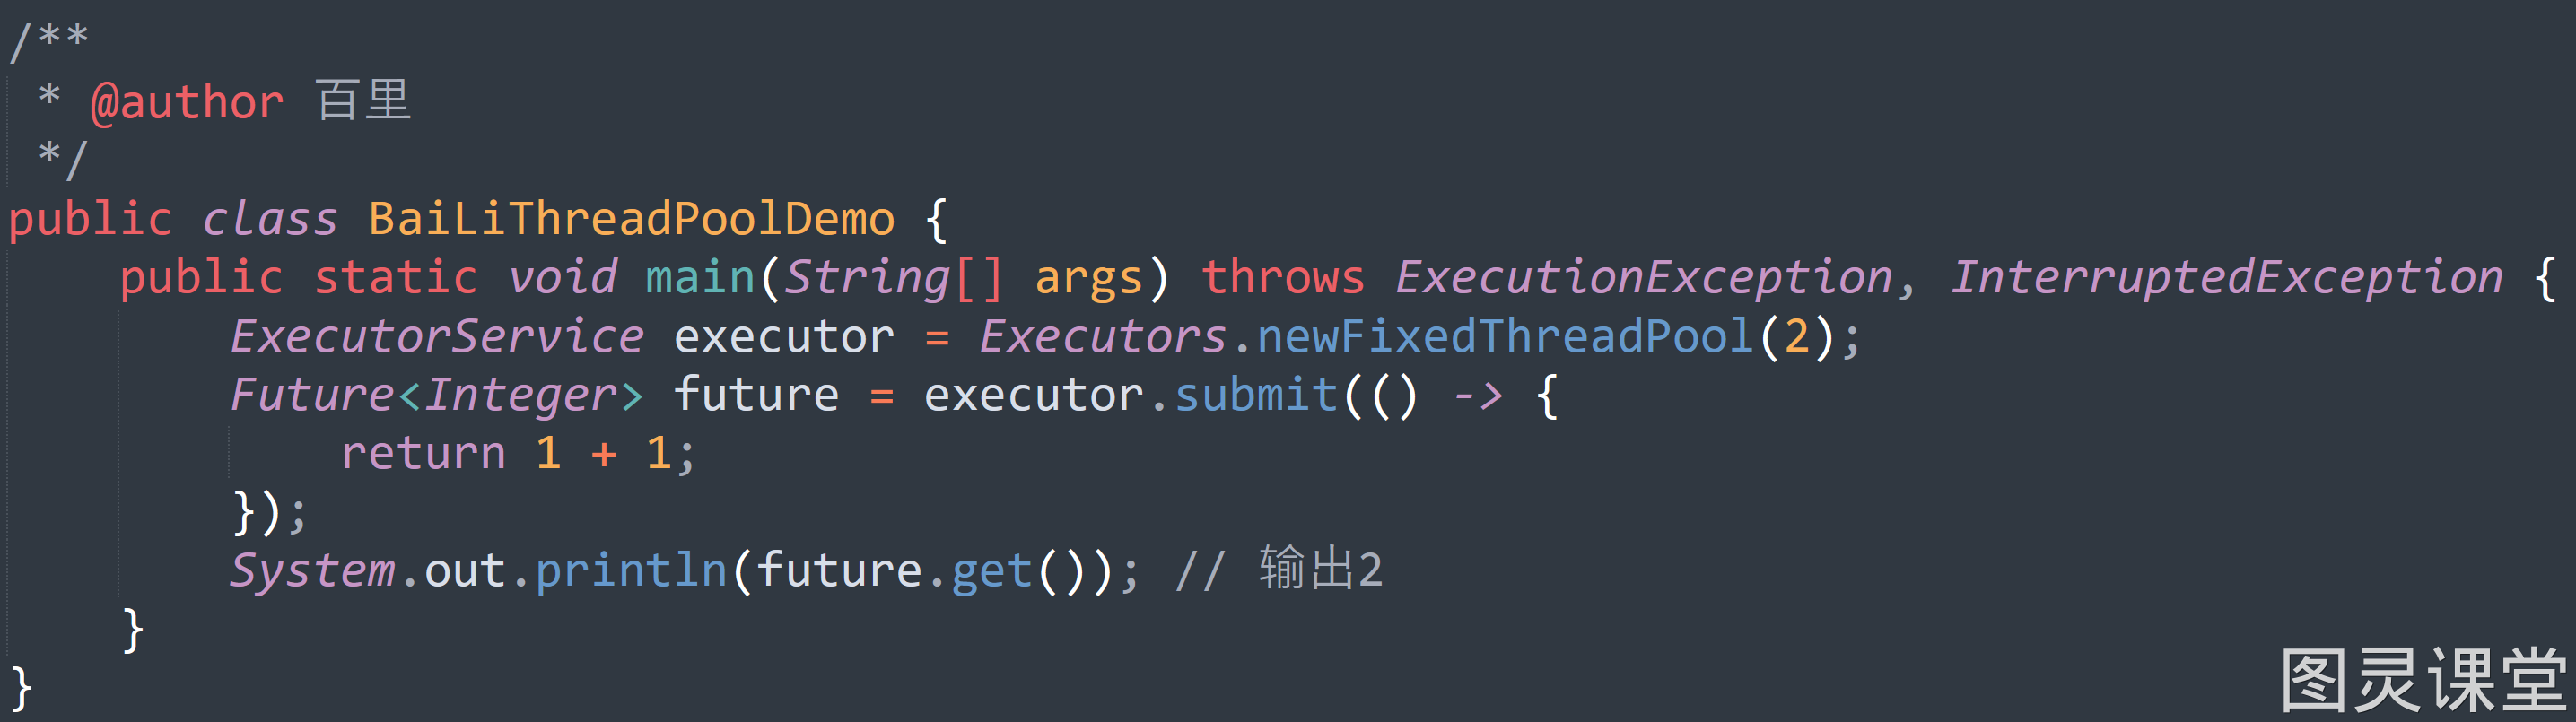 /**
 * @author 百里
 */
public class BaiLiThreadPoolDemo {
    public static void main(String[] args) throws ExecutionException, InterruptedException {
        ExecutorService executor = Executors.newFixedThreadPool(2);
        Future<Integer> future = executor.submit(() -> {
            return 1 + 1;
        });
        System.out.println(future.get()); // 输出2
    }
}
图灵课堂